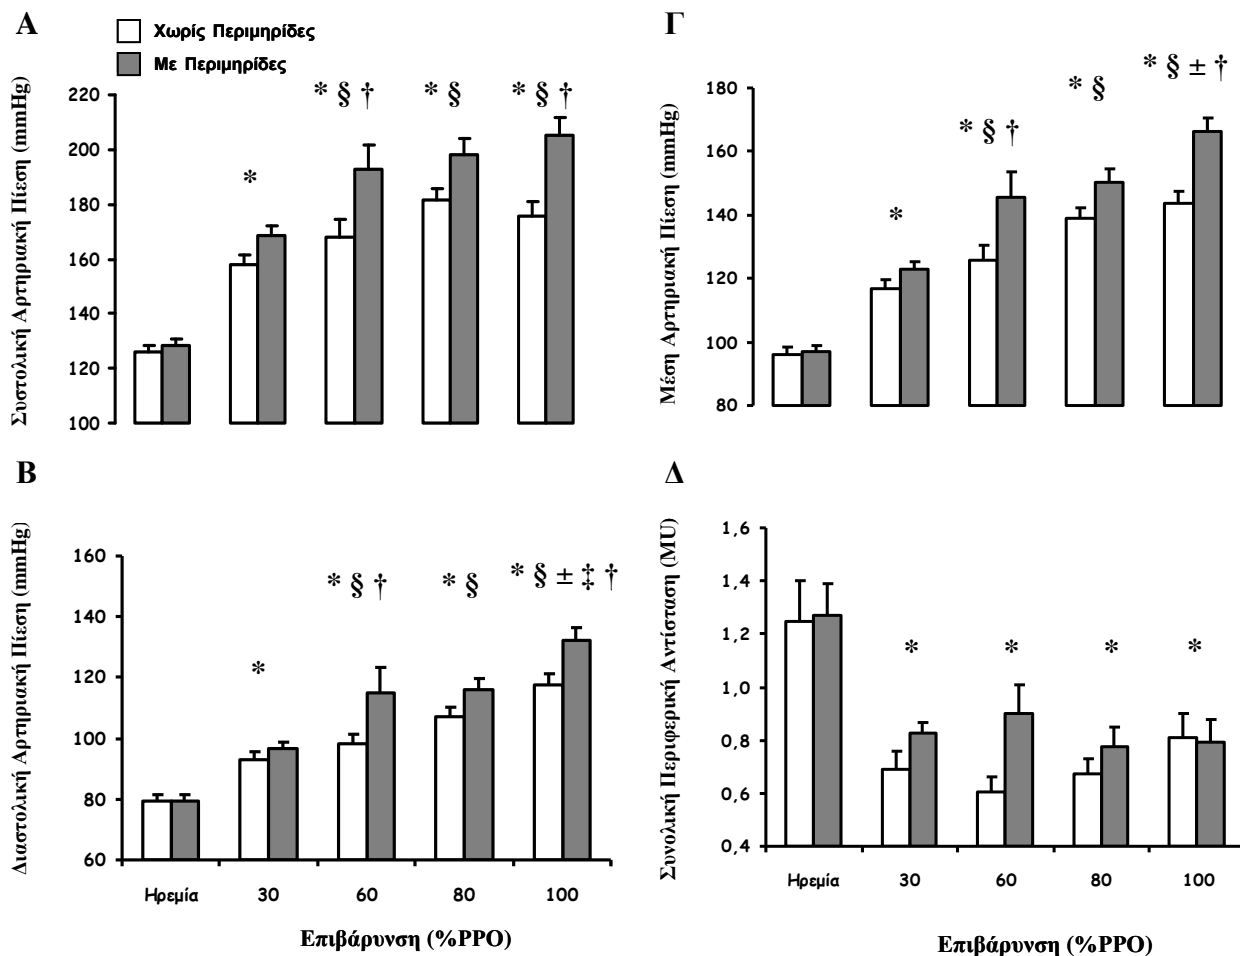 Α
Χωρίς Περιμηρίδες
Με Περιμηρίδες
Συστολική Αρτηριακή Πίεση (mmHg)
220
200
180
160
140
120
100
*
* § †
* §
* § †
Γ
Μέση Αρτηριακή Πίεση (mmHg)
180
160
140
120
100
80
*
* § †
* §
* § ± †
Β
Διαστολική Αρτηριακή Πίεση (mmHg)
160
140
120
100
80
60
*
* § †
* §
* § ± ‡ †
Ηρεμία 30 60 80 100
Επιβάρυνση (%PPO)
Δ
Συνολική Περιφερική Αντίσταση (MU)
1,6
1,4
1,2
1,0
0,8
0,6
0,4
* * * *
Ηρεμία 30 60 80 100
Επιβάρυνση (%PPO)